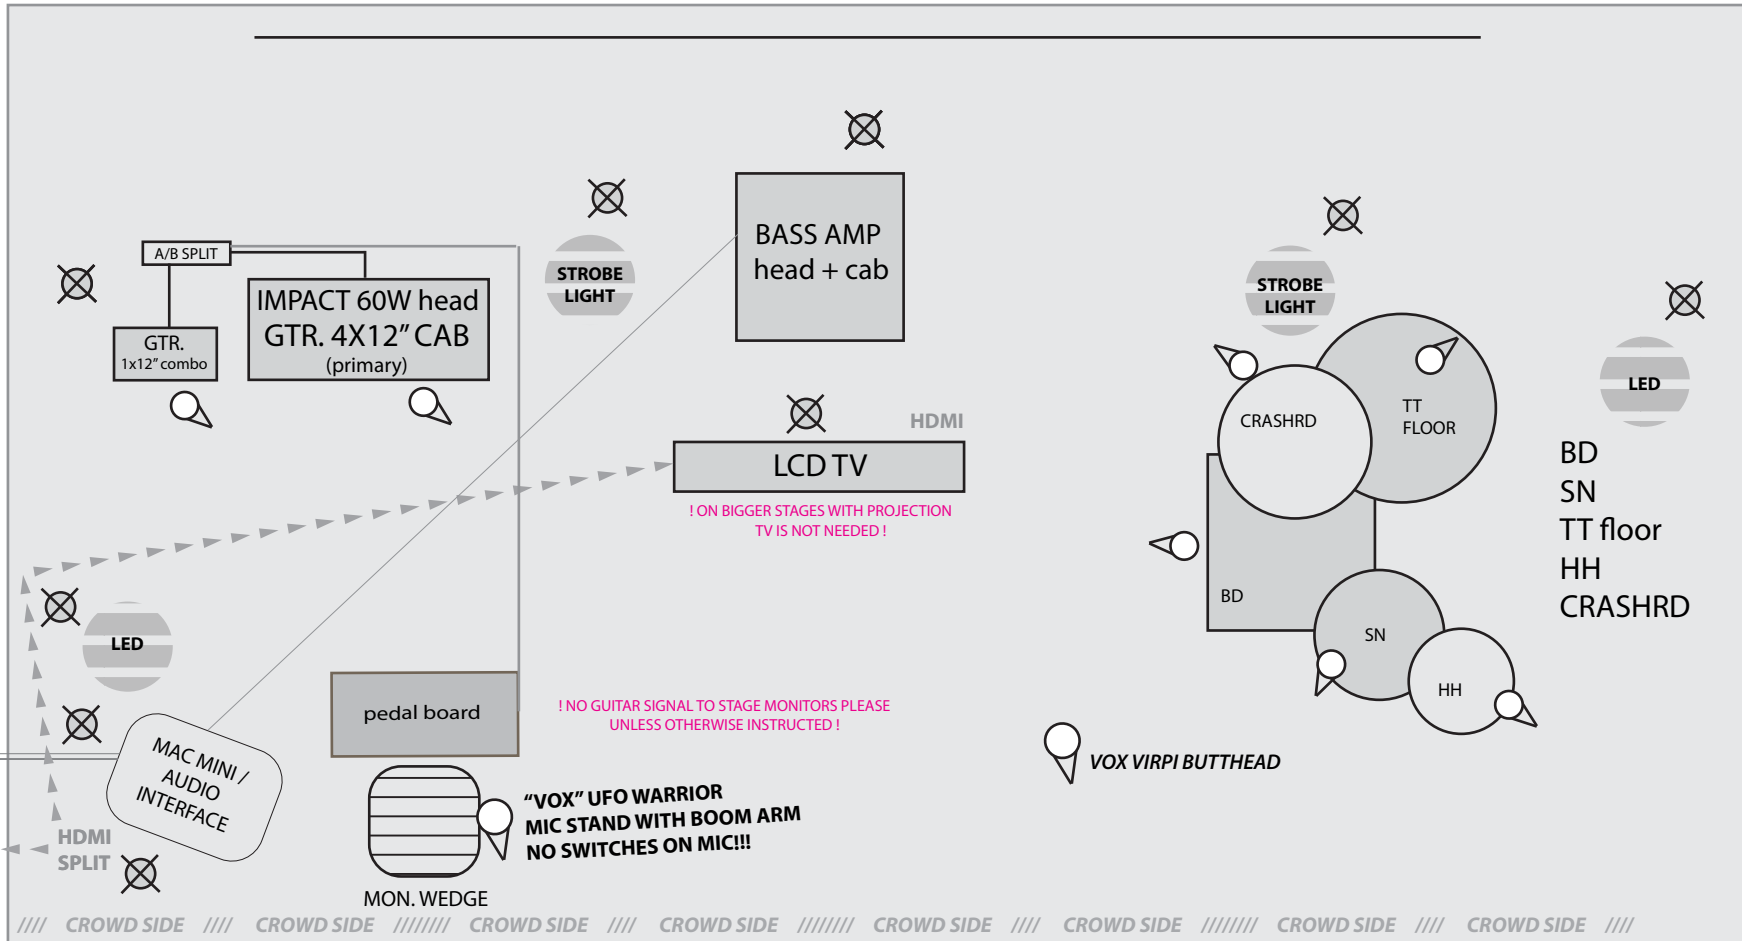 A/B SPLIT
IMPACT 60W head
GTR. 4X12” CAB
(primary)
GTR.
1x12” combo
STROBE
LIGHT
BASS AMP
head + cab
STROBE
LIGHT
LED
CRASHRD
TT
FLOOR
HDMI
LCD TV
! ON BIGGER STAGES WITH PROJECTION
TV IS NOT NEEDED !
BD
SN
TT floor
HH
CRASHRD
BD
SN
HH
LED
pedal board
! NO GUITAR SIGNAL TO STAGE MONITORS PLEASE
UNLESS OTHERWISE INSTRUCTED !
MAC MINI /
AUDIO
INTERFACE
VOX VIRPI BUTTHEAD
“VOX” UFO WARRIOR
MIC STAND WITH BOOM ARM
NO SWITCHES ON MIC!!!
HDMI
SPLIT
MON. WEDGE
//// CROWD SIDE //// CROWD SIDE //////// CROWD SIDE //// CROWD SIDE //////// CROWD SIDE //// CROWD SIDE //////// CROWD SIDE //// CROWD SIDE ////